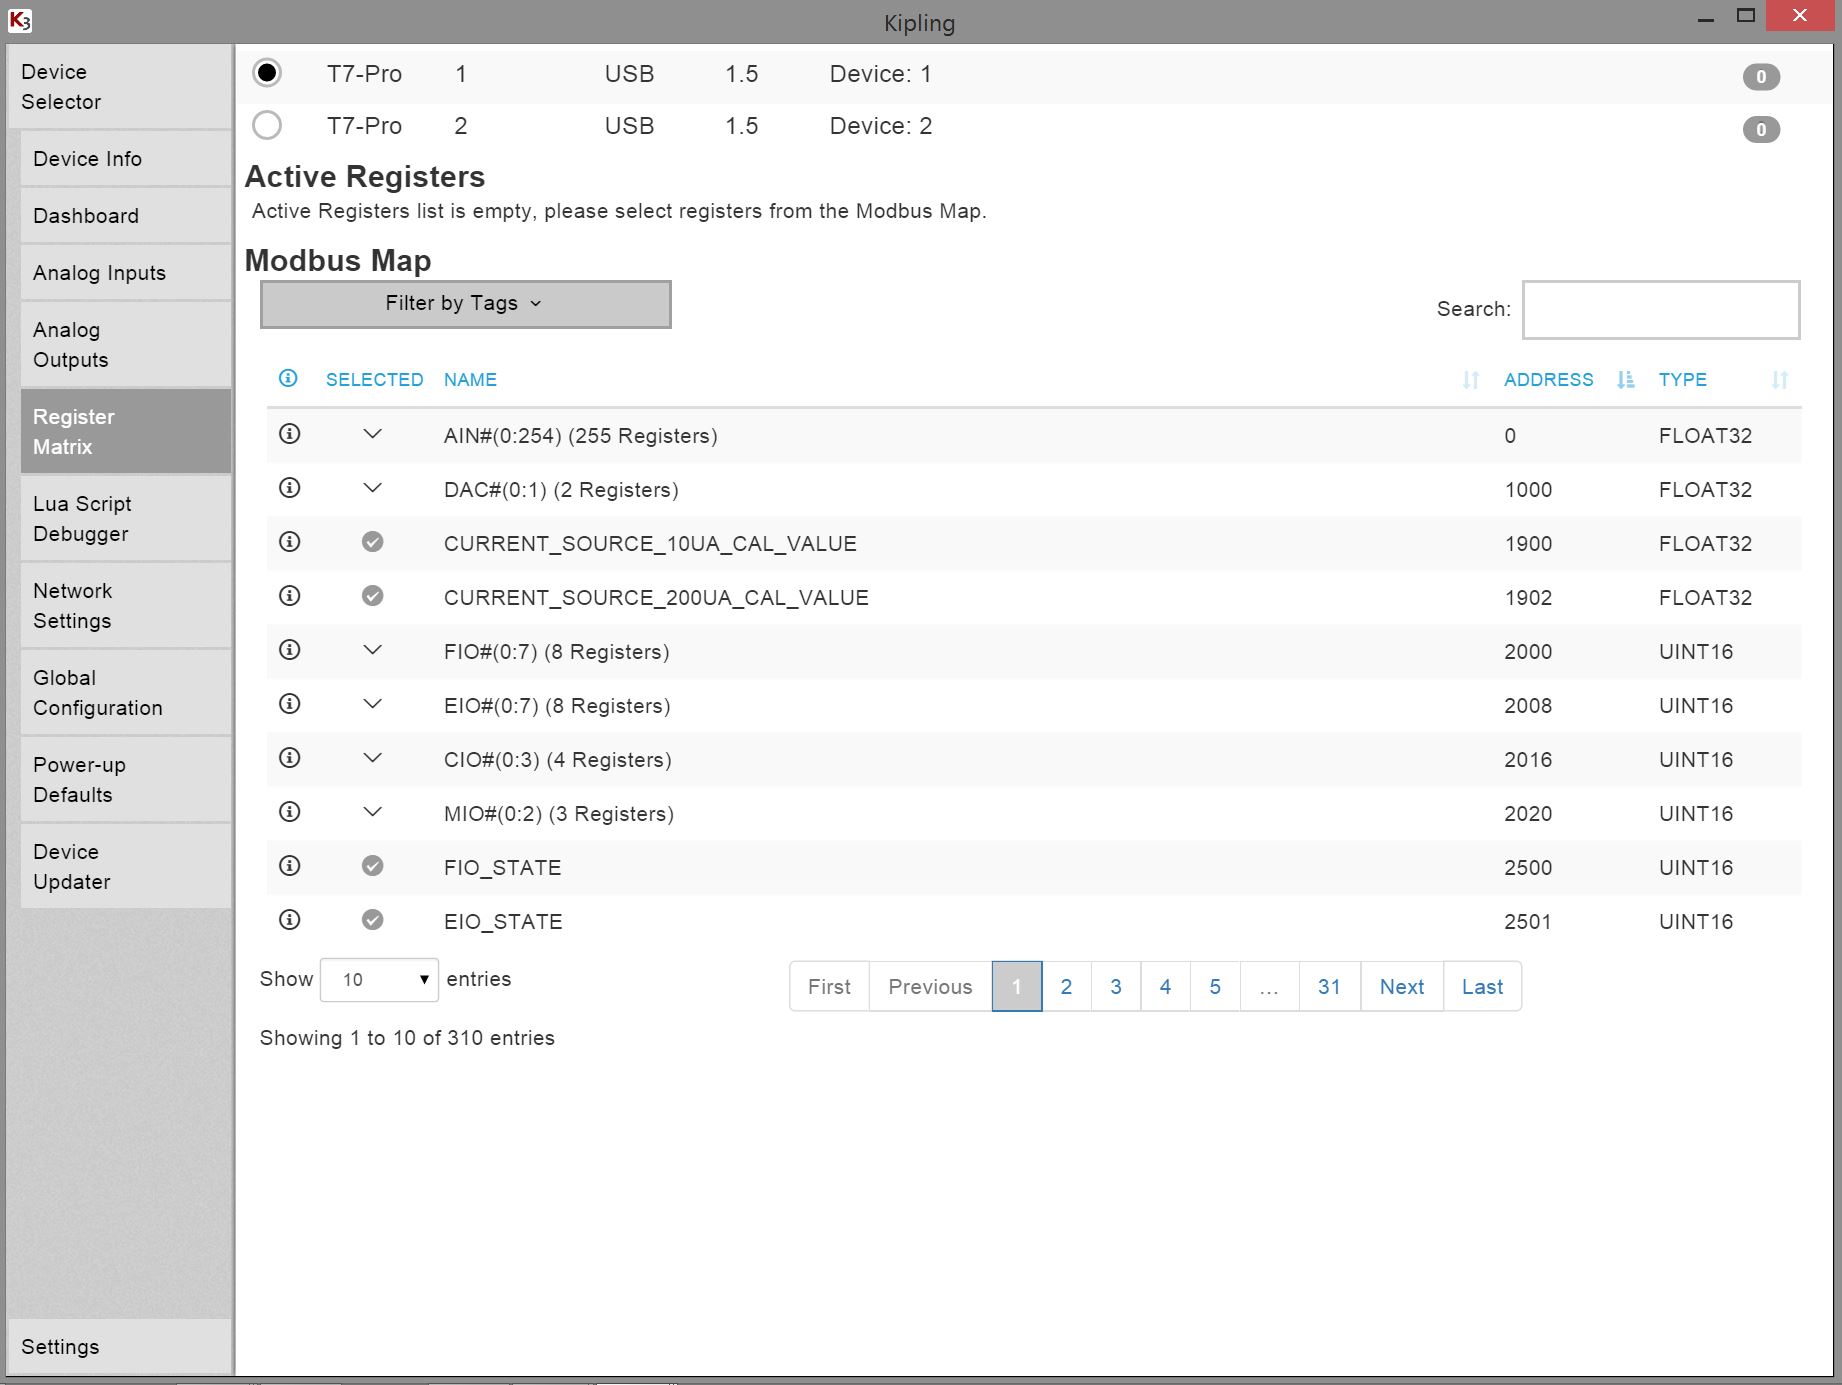 K3
Kipling
Device
Selector
Device Info
Dashboard
Analog Inputs
Analog
Outputs
Register
Matrix
Lua Script
Debugger
Network
Settings
Global
Configuration
Power-up
Defaults
Device
Updater
Settings
T7-Pro 1 USB 1.5 Device: 1 0
T7-Pro 2 USB 1.5 Device: 2 0
Active Registers
Active Registers list is empty, please select registers from the Modbus Map.
Modbus Map
Filter by Tags
Search:
SELECTED NAME ADDRESS TYPE
AIN#(0:254) (255 Registers) 0 FLOAT32
DAC#(0:1) (2 Registers) 1000 FLOAT32
CURRENT_SOURCE_10UA_CAL_VALUE 1900 FLOAT32
CURRENT_SOURCE_200UA_CAL_VALUE 1902 FLOAT32
FIO#(0:7) (8 Registers) 2000 UINT16
EIO#(0:7) (8 Registers) 2008 UINT16
CIO#(0:3) (4 Registers) 2016 UINT16
MIO#(0:2) (3 Registers) 2020 UINT16
FIO_STATE 2500 UINT16
EIO_STATE 2501 UINT16
Show 10 entries
First Previous 1 2 3 4 5 ... 31 Next Last
Showing 1 to 10 of 310 entries